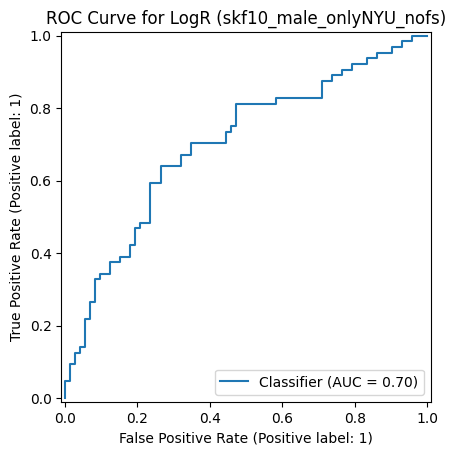 ROC Curve for LogR (skf10_male_onlyNYU_nofs)
1.0
0.8
0.6
0.4
0.2
0.0
True Positive Rate (Positive label: 1)
Classifier (AUC = 0.70)
0.0 0.2 0.4 0.6 0.8 1.0
False Positive Rate (Positive label: 1)